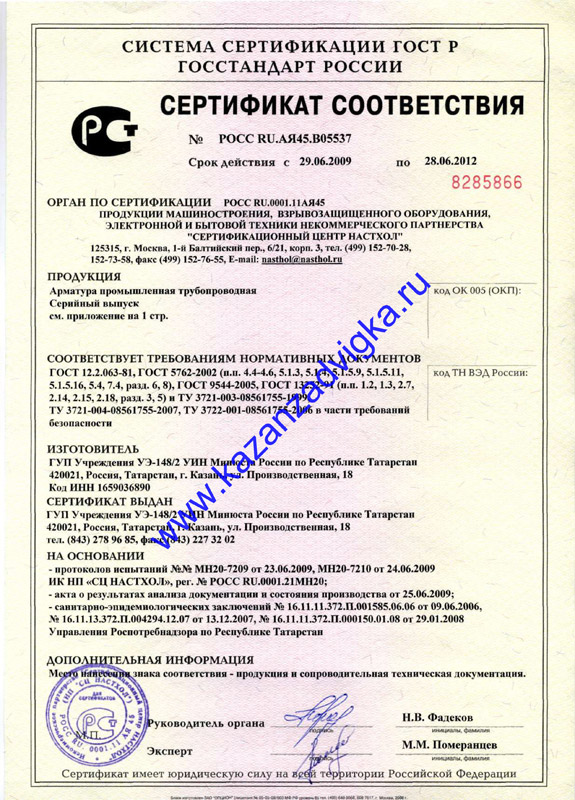 СИСТЕМА СЕРТИФИКАЦИИ ГОСТ Р
ГОССТАНДАРТ РОССИИ
РСТ
СЕРТИФИКАТ СООТВЕТСТВИЯ
№ РОСС RU.АЯ45.В05537
Срок действия с 29.06.2009 по 28.06.2012
8285866
ОРГАН ПО СЕРТИФИКАЦИИ РОСС RU.0001.11АЯ45
ПРОДУКЦИИ МАШИНОСТРОЕНИЯ, ВЗРЫВОЗАЩИЩЕННОГО ОБОРУДОВАНИЯ,
ЭЛЕКТРОННОЙ И БЫТОВОЙ ТЕХНИКИ НЕКОММЕРЧЕСКОГО ПАРТНЕРСТВА
"СЕРТИФИКАЦИОННЫЙ ЦЕНТР НАСТХОЛ"
125315, г. Москва, 1-й Балтийский пер., 6/21, корп. 3, тел. (499) 152-70-28,
152-73-58, факс (499) 152-76-55, E-mail: nasthol@nasthol.ru
ПРОДУКЦИЯ
Арматура промышленная трубопроводная
Серийный выпуск
см. приложение на 1 стр.
код ОК 005 (ОКП):
СООТВЕТСТВУЕТ ТРЕБОВАНИЯМ НОРМАТИВНЫХ ДОКУМЕНТОВ
ГОСТ 12.2.063-81, ГОСТ 5762-2002 (п.п. 4.4-4.6, 5.1.3, 5.1.4, 5.1.5.9, 5.1.5.11,
5.1.5.16, 5.4, 7.4, разд. 6, 8), ГОСТ 9544-2005, ГОСТ (п.п. 1.2, 1.3, 2.7,
2.14, 2.15, 2.18, разд. 3, 5) и ТУ 3721-003-08561755-1999,
ТУ 3721-004-08561755-2007, ТУ 3722-001-08561755-2006 в части требований
безопасности
код ТН ВЭД России:
ИЗГОТОВИТЕЛЬ
ГУП Учреждения УЭ-148/2 УИН Минюста России по Республике Татарстан
420021, Россия, Татарстан, г. Казань, ул. Производственная, 18
Код ИНН 1659036890
СЕРТИФИКАТ ВЫДАН
ГУП Учреждения УЭ-148/2 УИН Минюста России по Республике Татарстан
420021, Россия, Татарстан, г. Казань, ул. Производственная, 18
тел. (843) 278 96 85, факс (843) 227 32 02
НА ОСНОВАНИИ
- протоколов испытаний №№ МН20-7209 от 23.06.2009, МН20-7210 от 24.06.2009
ИК НП «СЦ НАСТХОЛ», рег. № РОСС RU.0001.21МН20;
- акта о результатах анализа документации и состояния производства от 25.06.2009;
- санитарно-эпидемиологических заключений № 16.11.11.372.П.001585.06.06 от 09.06.2006,
№ 16.11.13.372.П.004294.12.07 от 13.12.2007, № 16.11.11.372.П.000150.01.08 от 29.01.2008
Управления Роспотребнадзора по Республике Татарстан
ДОПОЛНИТЕЛЬНАЯ ИНФОРМАЦИЯ
Место нанесения знака соответствия - продукция и сопроводительная техническая документация.
НП "СЦ НАСТХОЛ"
ДЛЯ СЕРТИФИКАТОВ
РОСС RU. 0001.11 АЯ 45
М.П.
Руководитель органа
подпись
Н.В. Фадеков
инициалы, фамилия
Эксперт
подпись
М.М. Померанцев
инициалы, фамилия
Сертификат имеет юридическую силу на всей территории Российской Федерации
www.kazanzadvigka.ru